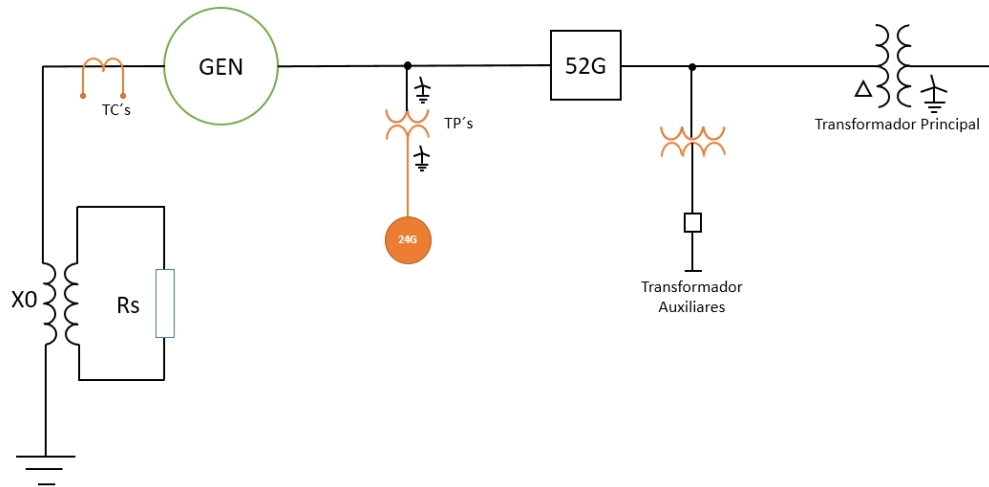 GEN
52G
TC´s
TP´s
Δ
Transformador Principal
24G
Transformador
Auxiliares
X0
Rs